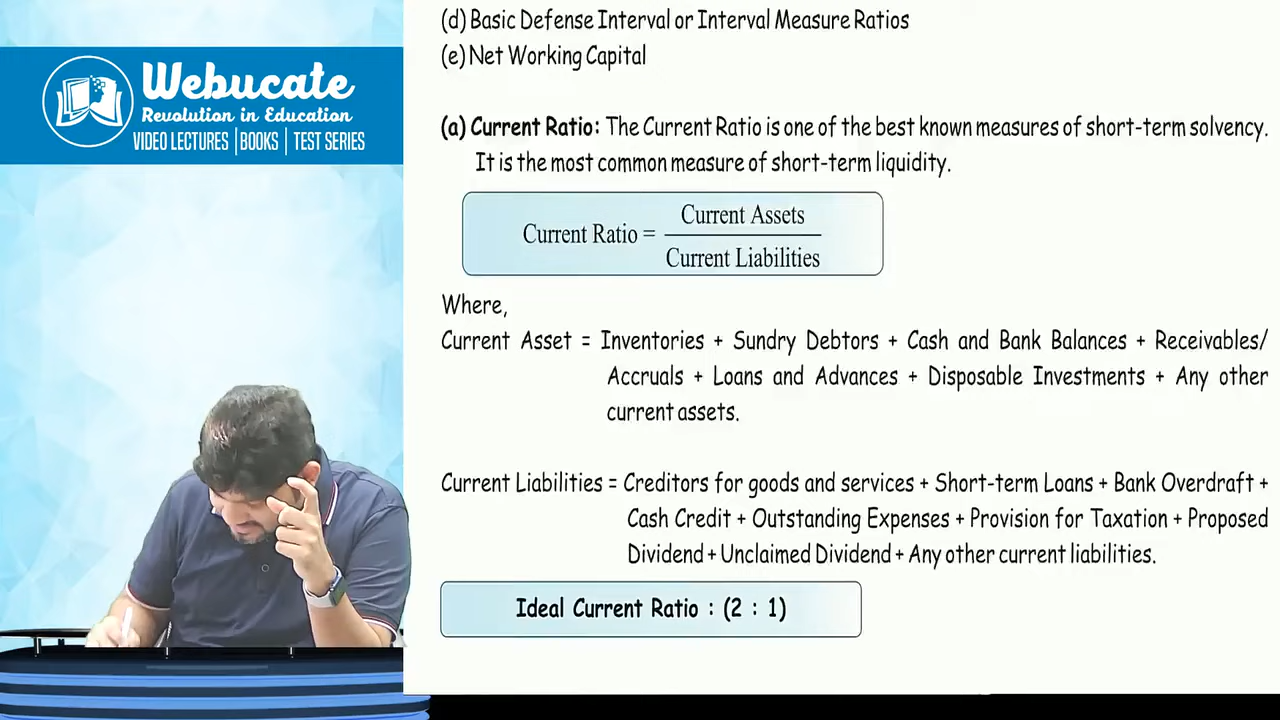 Webucate
Revolution in Education
VIDEO LECTURES | BOOKS | TEST SERIES
(d) Basic Defense Interval or Interval Measure Ratios
(e) Net Working Capital
(a) Current Ratio: The Current Ratio is one of the best known measures of short-term solvency.
It is the most common measure of short-term liquidity.
Current Ratio = Current Assets
Current Liabilities
Where,
Current Asset = Inventories + Sundry Debtors + Cash and Bank Balances + Receivables/
Accruals + Loans and Advances + Disposable Investments + Any other
current assets.
Current Liabilities = Creditors for goods and services + Short-term Loans + Bank Overdraft +
Cash Credit + Outstanding Expenses + Provision for Taxation + Proposed
Dividend + Unclaimed Dividend + Any other current liabilities.
Ideal Current Ratio : (2 : 1)